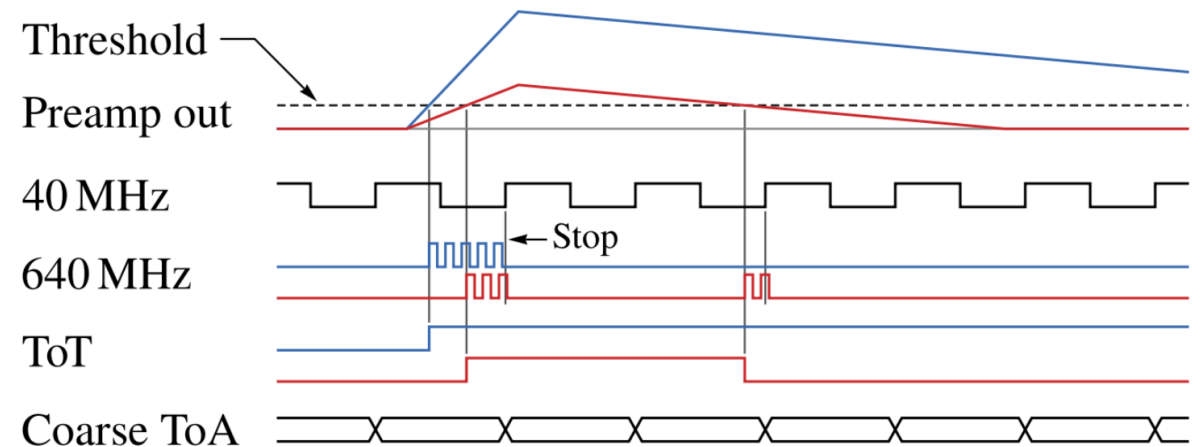 Threshold
Preamp out
40 MHz
Stop
640 MHz
ToT
Coarse ToA